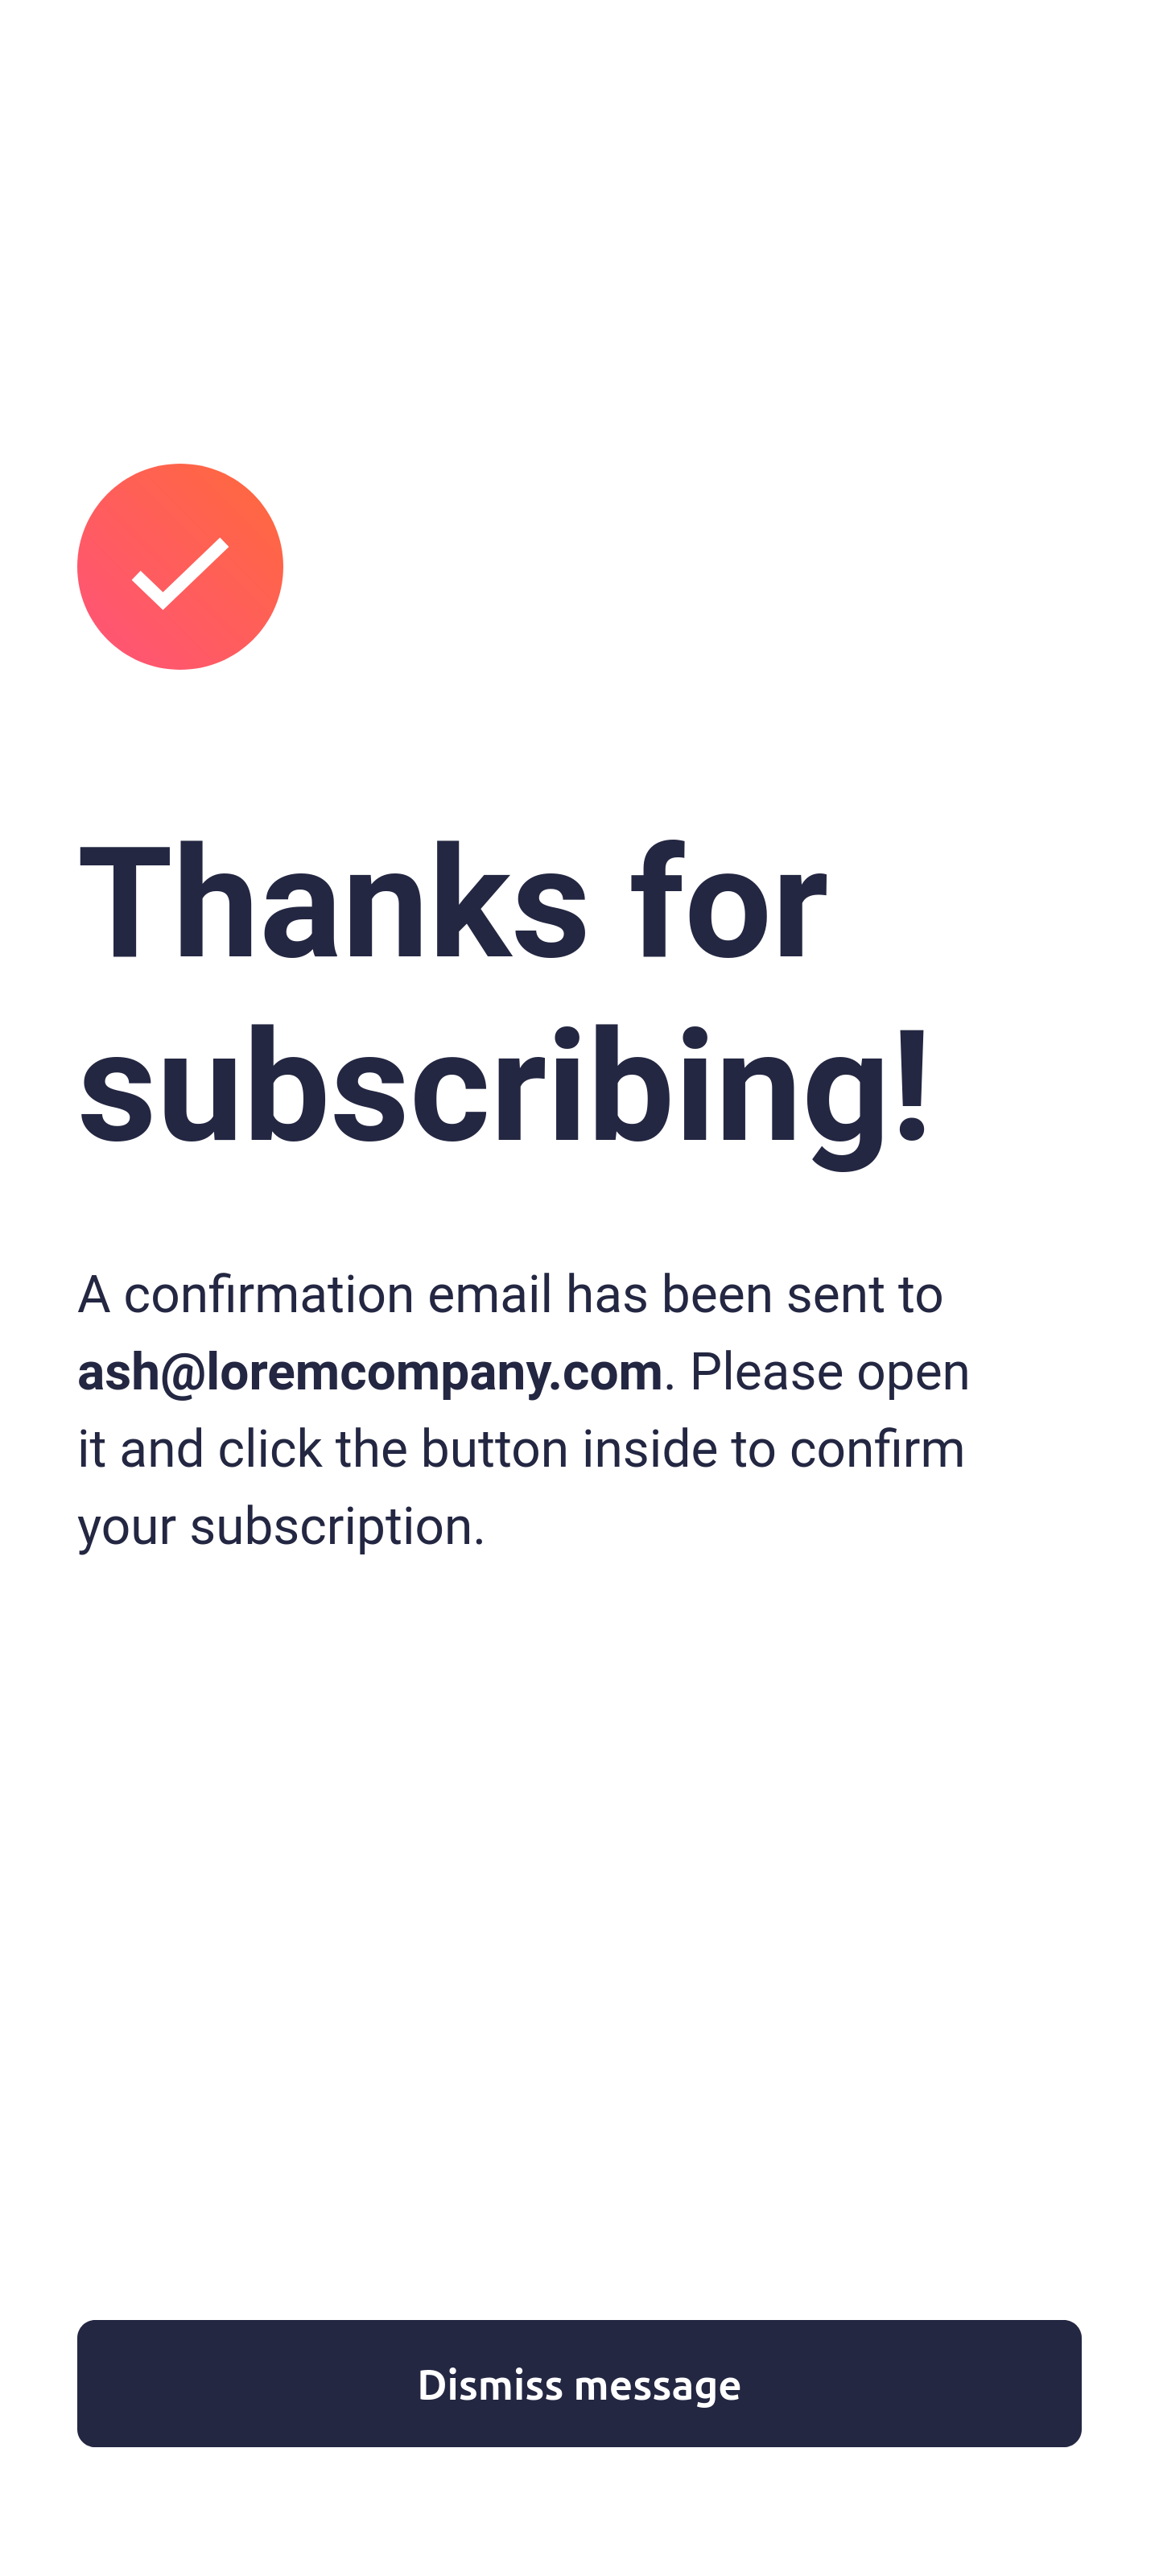 Thanks for
subscribing!
A confirmation email has been sent to
ash@loremcompany.com. Please open
it and click the button inside to confirm
your subscription.
Dismiss message